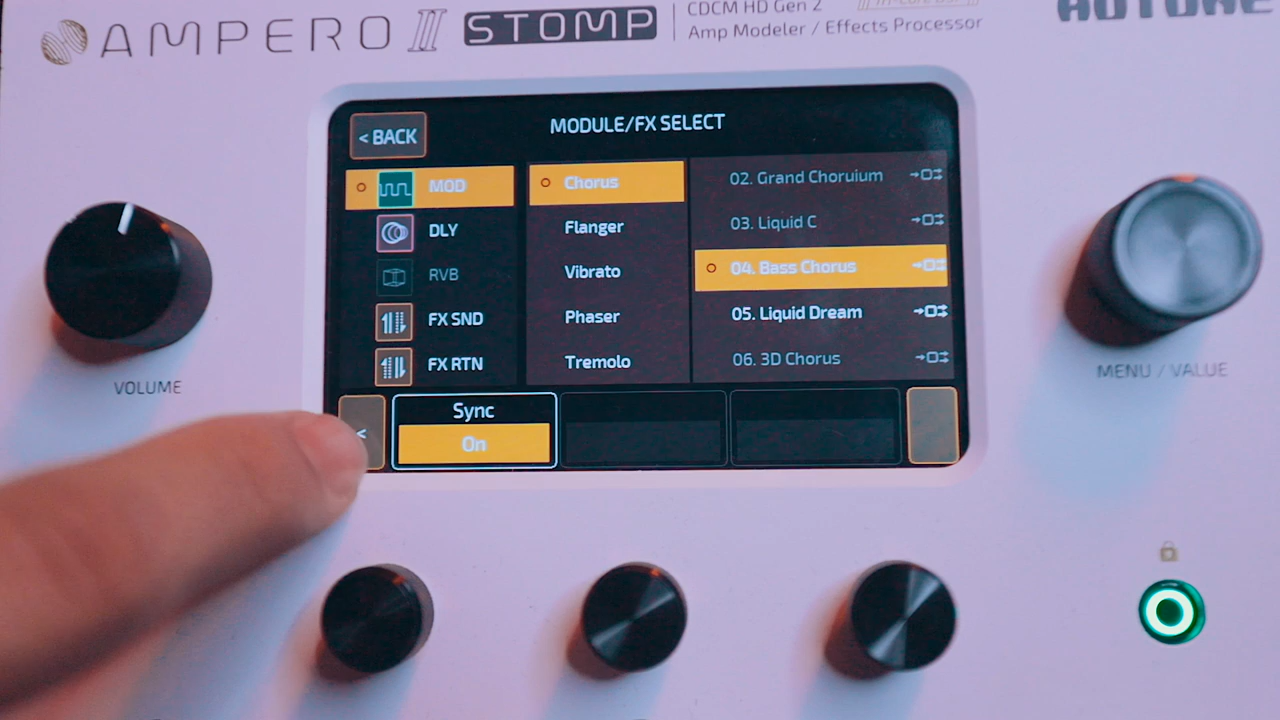 AMPERO II STOMP
CDCM HD Gen 2
Amp Modeler / Effects Processor
HOTONE
< BACK
MODULE/FX SELECT
MOD
DLY
RVB
FX SND
FX RTN
Chorus
Flanger
Vibrato
Phaser
Tremolo
02. Grand Choruium
03. Liquid C
04. Bass Chorus
05. Liquid Dream
06. 3D Chorus
<
Sync
On
VOLUME
MENU / VALUE